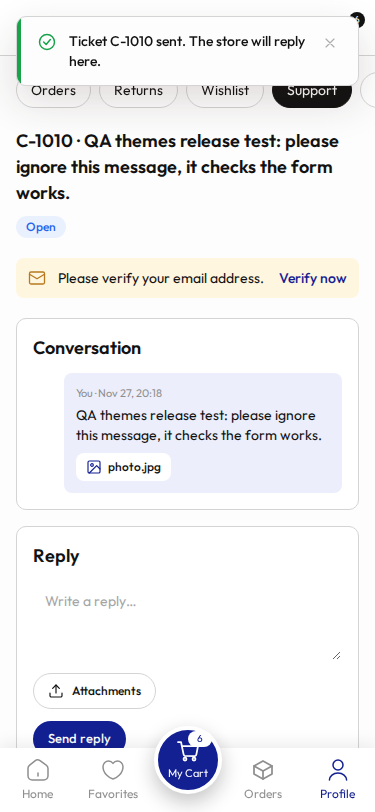 Ticket C-1010 sent. The store will reply
here.
6
Orders
Returns
Wishlist
Support
C-1010 · QA themes release test: please
ignore this message, it checks the form
works.
Open
Please verify your email address.
Verify now
Conversation
You · Nov 27, 20:18
QA themes release test: please ignore
this message, it checks the form works.
photo.jpg
Reply
Write a reply...
Attachments
Send reply
6
My Cart
Home
Favorites
Orders
Profile